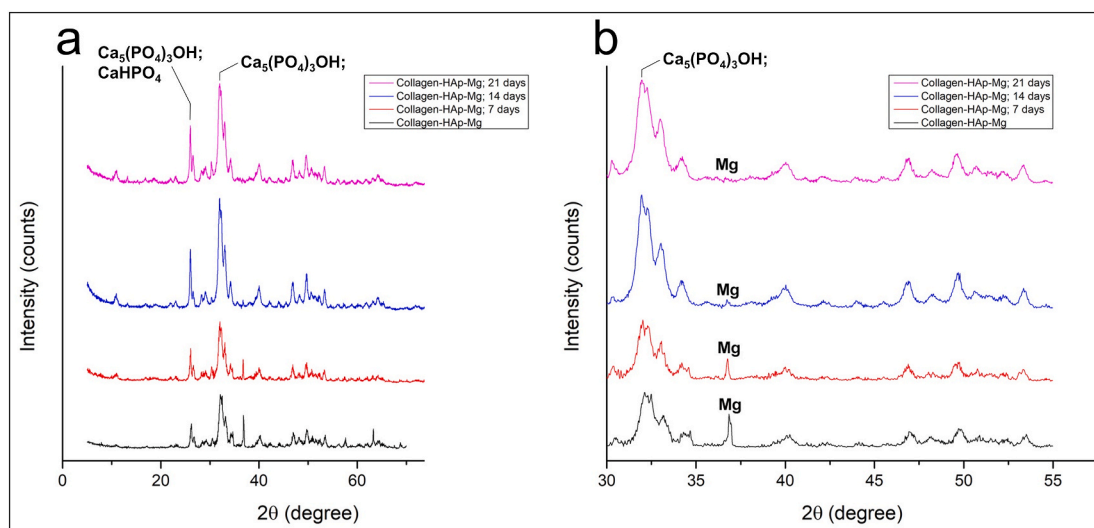 a
Ca₅(PO₄)₃OH;
CaHPO₄
Ca₅(PO₄)₃OH;
Collagen-HAp-Mg; 21 days
Collagen-HAp-Mg; 14 days
Collagen-HAp-Mg; 7 days
Collagen-HAp-Mg
Intensity (counts)
0 20 40 60
2θ (degree)
b
Ca₅(PO₄)₃OH;
Collagen-HAp-Mg; 21 days
Collagen-HAp-Mg; 14 days
Collagen-HAp-Mg; 7 days
Collagen-HAp-Mg
Mg
Mg
Mg
Mg
Intensity (counts)
30 35 40 45 50 55
2θ (degree)